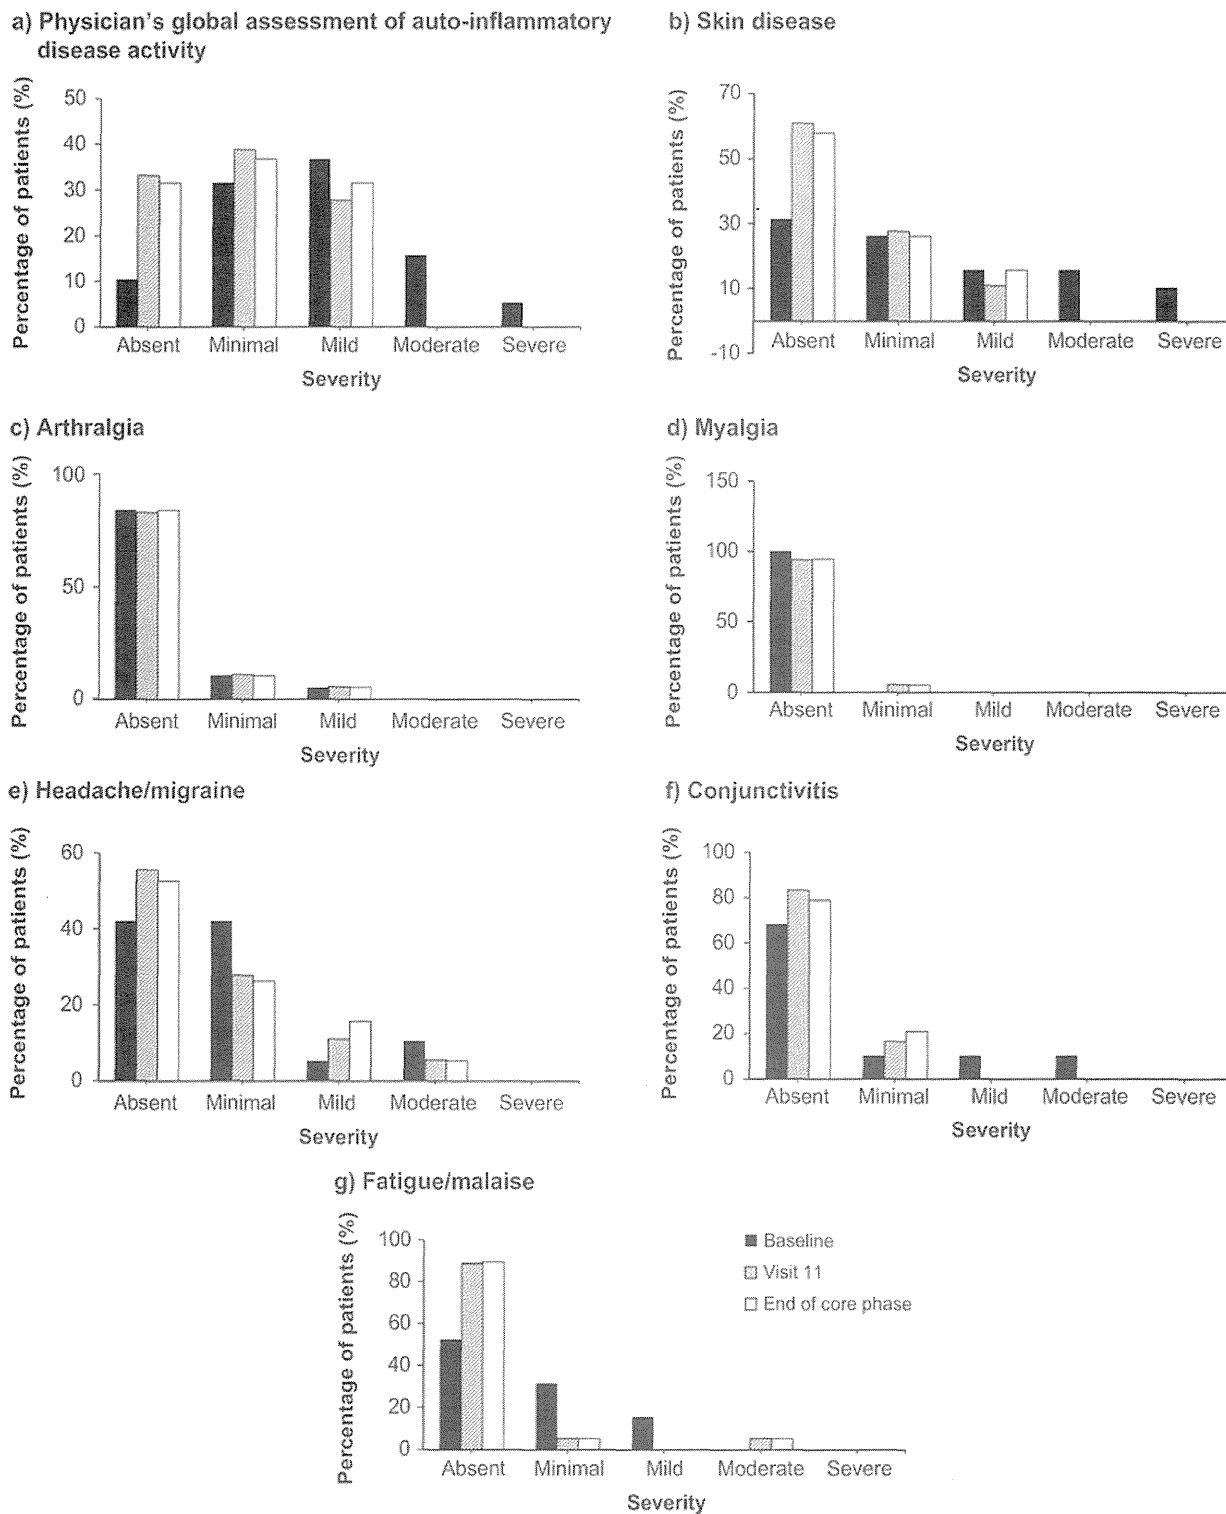 a) Physician's global assessment of auto-inflammatory
disease activity
Percentage of patients (%)
50
40
30
20
10
0
Absent Minimal Mild Moderate Severe
Severity
b) Skin disease
Percentage of patients (%)
70
50
30
10
-10
Absent Minimal Mild Moderate Severe
Severity
c) Arthralgia
Percentage of patients (%)
100
50
0
Absent Minimal Mild Moderate Severe
Severity
d) Myalgia
Percentage of patients (%)
150
100
50
0
Absent Minimal Mild Moderate Severe
Severity
e) Headache/migraine
Percentage of patients (%)
60
40
20
0
Absent Minimal Mild Moderate Severe
Severity
f) Conjunctivitis
Percentage of patients (%)
100
80
60
40
20
0
Absent Minimal Mild Moderate Severe
Severity
g) Fatigue/malaise
Percentage of patients (%)
100
80
60
40
20
0
Absent Minimal Mild Moderate Severe
Severity
Baseline
Visit 11
End of core phase